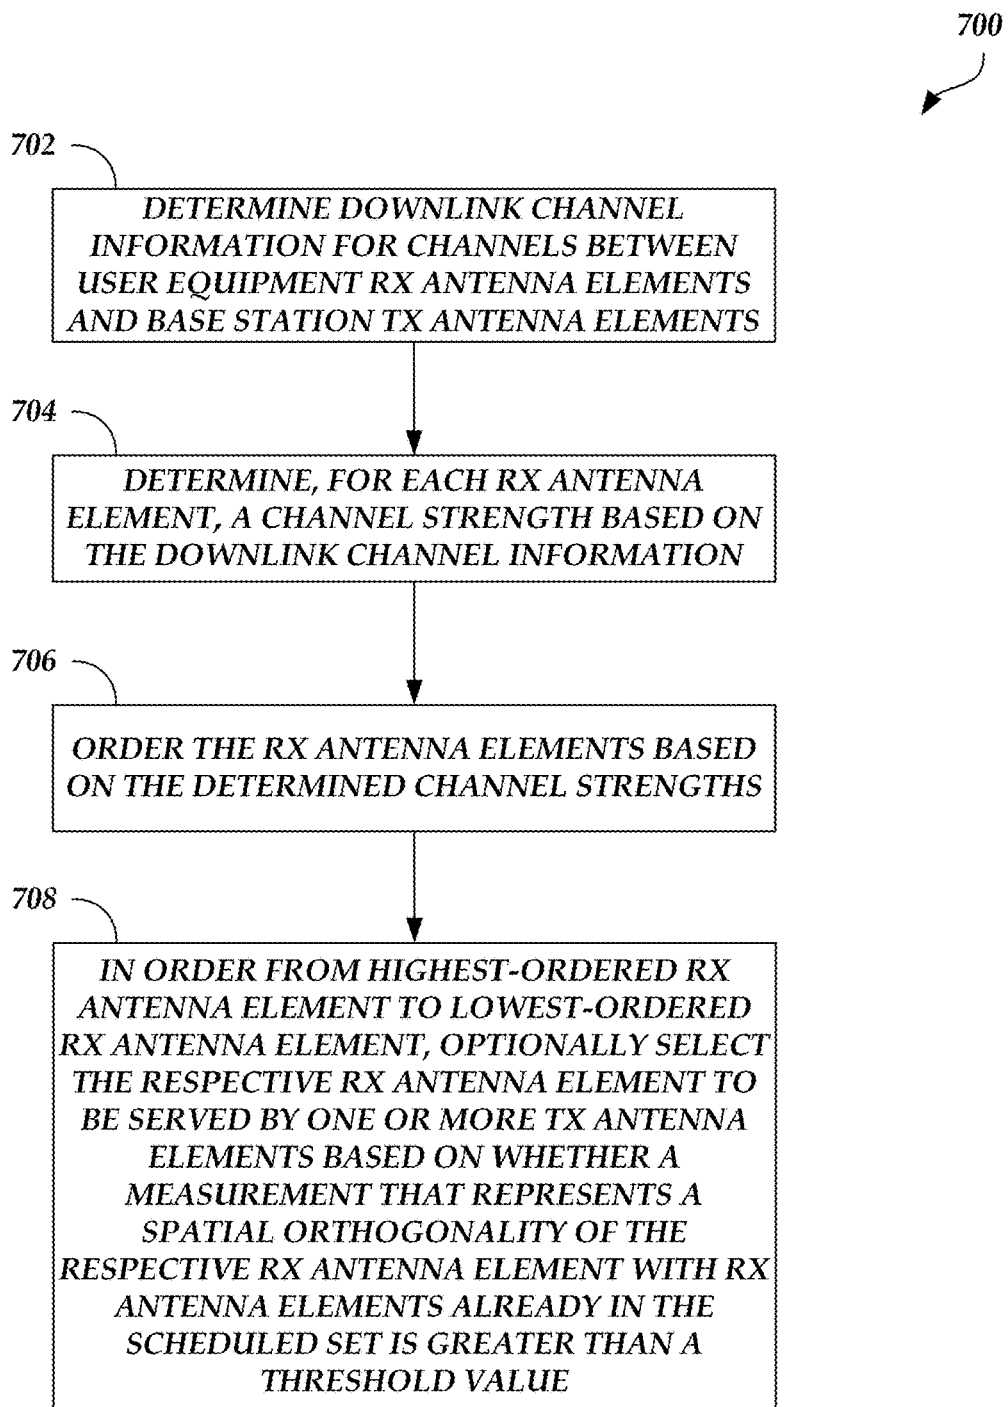 700
702
DETERMINE DOWNLINK CHANNEL
INFORMATION FOR CHANNELS BETWEEN
USER EQUIPMENT RX ANTENNA ELEMENTS
AND BASE STATION TX ANTENNA ELEMENTS
704
DETERMINE, FOR EACH RX ANTENNA
ELEMENT, A CHANNEL STRENGTH BASED ON
THE DOWNLINK CHANNEL INFORMATION
706
ORDER THE RX ANTENNA ELEMENTS BASED
ON THE DETERMINED CHANNEL STRENGTHS
708
IN ORDER FROM HIGHEST-ORDERED RX
ANTENNA ELEMENT TO LOWEST-ORDERED
RX ANTENNA ELEMENT, OPTIONALLY SELECT
THE RESPECTIVE RX ANTENNA ELEMENT TO
BE SERVED BY ONE OR MORE TX ANTENNA
ELEMENTS BASED ON WHETHER A
MEASUREMENT THAT REPRESENTS A
SPATIAL ORTHOGONALITY OF THE
RESPECTIVE RX ANTENNA ELEMENT WITH RX
ANTENNA ELEMENTS ALREADY IN THE
SCHEDULED SET IS GREATER THAN A
THRESHOLD VALUE